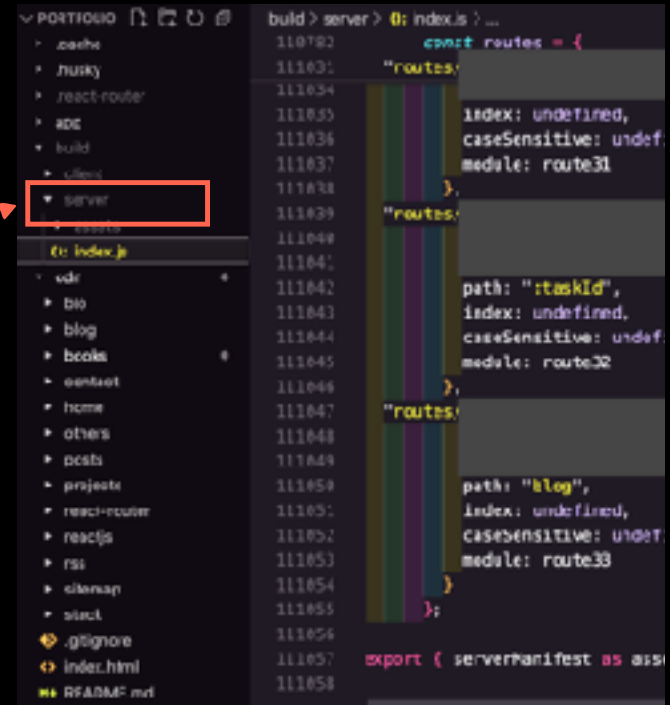 PORTFOLIO
.cache
.husky
.react-router
app
build
client
server
assets
index.js
bio
blog
books
contact
home
others
posts
projects
react-router
reactjs
rss
sitemap
stack
.gitignore
index.html
README.md
build > server > index.js > ...
110782 const routes = {
111031 "routes/
111034
111035 index: undefined,
111036 caseSensitive: undef
111037 module: route31
111038 },
111039 "routes/
111040
111041
111042 path: ":taskId",
111043 index: undefined,
111044 caseSensitive: undef
111045 module: route32
111046 },
111047 "routes/
111048
111049
111050 path: "blog",
111051 index: undefined,
111052 caseSensitive: undef
111053 module: route33
111054 }
111055 };
111056
111057 export { serverManifest as asse
111058